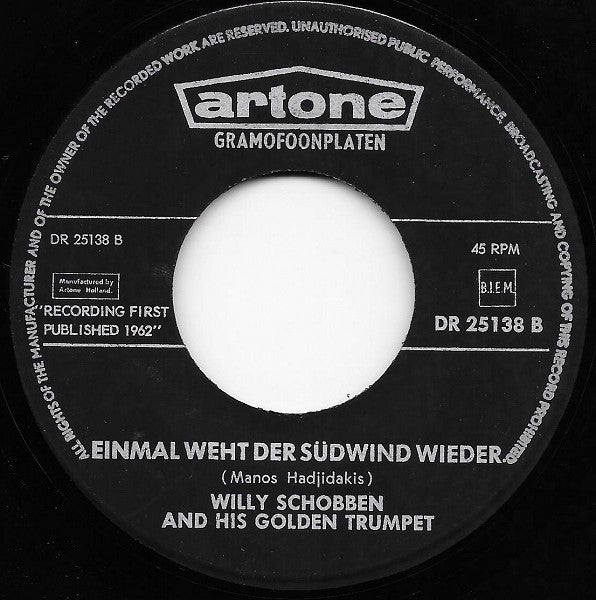 ALL RIGHTS OF THE MANUFACTURER AND OF THE OWNER OF THE RECORDED WORK ARE RESERVED. UNAUTHORISED PUBLIC PERFORMANCE, BROADCASTING AND COPYING OF THIS RECORD PROHIBITED.
artone
GRAMOFOONPLATEN
DR 25138 B
45 RPM
Manufactured by
Artone Holland.
B.I.E.M.
"RECORDING FIRST
PUBLISHED 1962"
DR 25138 B
EINMAL WEHT DER SÜDWIND WIEDER
(Manos Hadjidakis)
WILLY SCHOBBEN
AND HIS GOLDEN TRUMPET